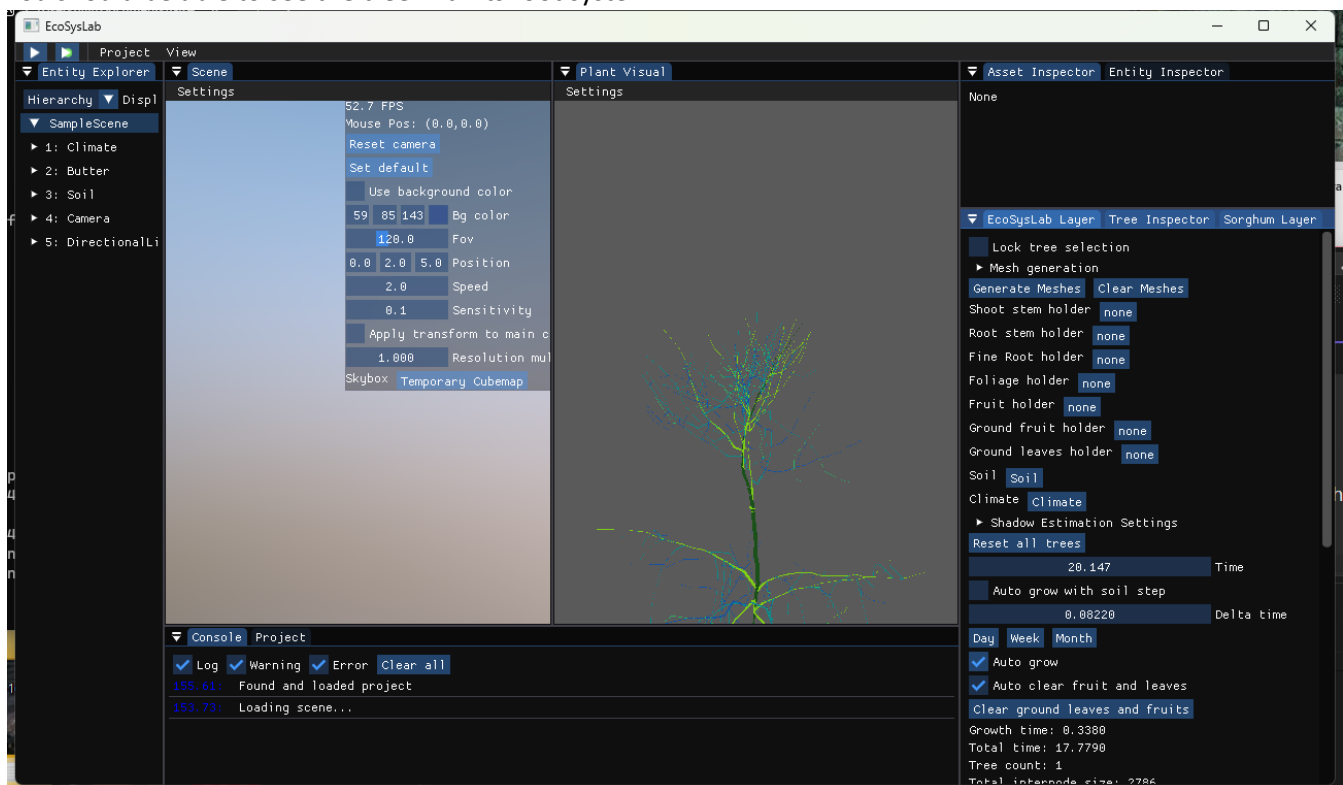 EcoSysLab
Project View
Entity Explorer
Hierarchy Displ
SampleScene
1: Climate
2: Butter
3: Soil
4: Camera
5: DirectionalLi
Scene
Settings
52.7 FPS
Mouse Pos: (0.0,0.0)
Reset camera
Set default
Use background color
59 85 143 Bg color
120.0 Fov
0.0 2.0 5.0 Position
2.0 Speed
0.1 Sensitivity
Apply transform to main c
1.000 Resolution mul
Skybox Temporary Cubemap
Plant Visual
Settings
Console Project
Log Warning Error Clear all
Found and loaded project
153.73: Loading scene...
Asset Inspector Entity Inspector
None
EcoSysLab Layer Tree Inspector Sorghum Layer
Lock tree selection
Mesh generation
Generate Meshes Clear Meshes
Shoot stem holder none
Root stem holder none
Fine Root holder none
Foliage holder none
Fruit holder none
Ground fruit holder none
Ground leaves holder none
Soil Soil
Climate Climate
Shadow Estimation Settings
Reset all trees
20.147 Time
Auto grow with soil step
0.08220 Delta time
Day Week Month
Auto grow
Auto clear fruit and leaves
Clear ground leaves and fruits
Growth time: 0.3380
Total time: 17.7790
Tree count: 1
Total internode size: 2786